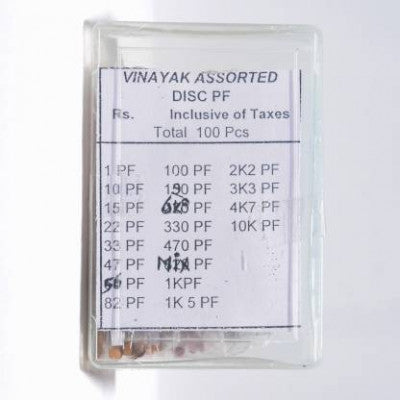 VINAYAK ASSORTED
DISC PF
Rs. Inclusive of Taxes
Total 100 Pcs
1 PF 100 PF 2K2 PF
10 PF PF 3K3 PF
15 PF PF 4K7 PF
22 PF 330 PF 10K PF
33 PF 470 PF
47 PF Mix PF
56 PF 1KPF
82 PF 1K 5 PF